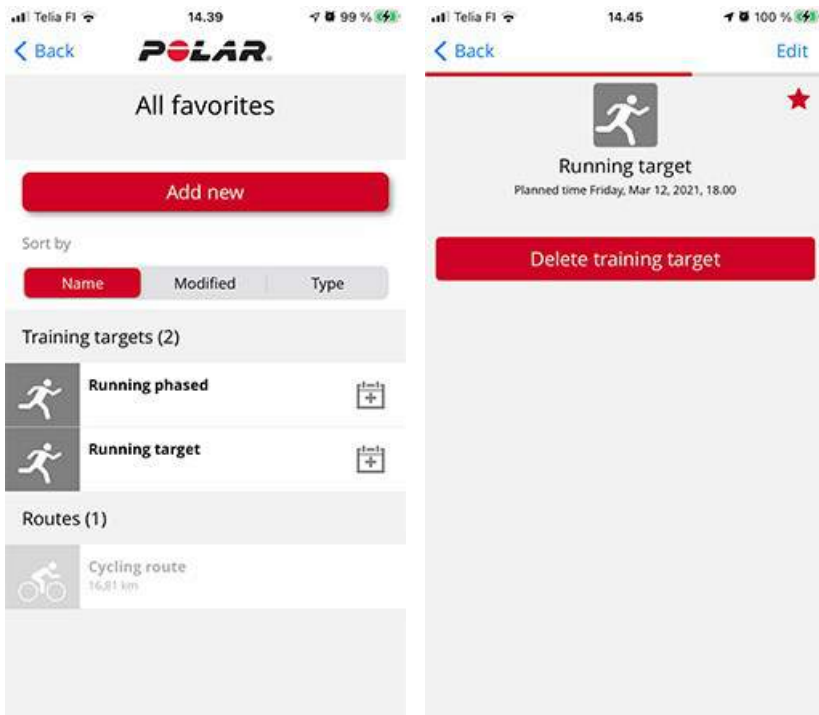 Telia FI 14.39 99 %
Back POLAR.
All favorites
Add new
Sort by
Name Modified Type
Training targets (2)
Running phased
Running target
Routes (1)
Cycling route
16,81 km
Telia FI 14.45 100 %
Back Edit
Running target
Planned time Friday, Mar 12, 2021, 18.00
Delete training target